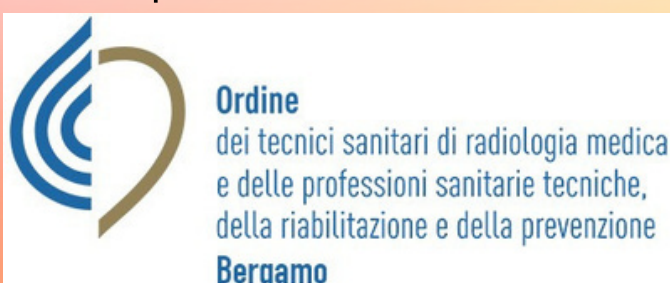 Ordine
dei tecnici sanitari di radiologia medica
e delle professioni sanitarie tecniche,
della riabilitazione e della prevenzione
Bergamo